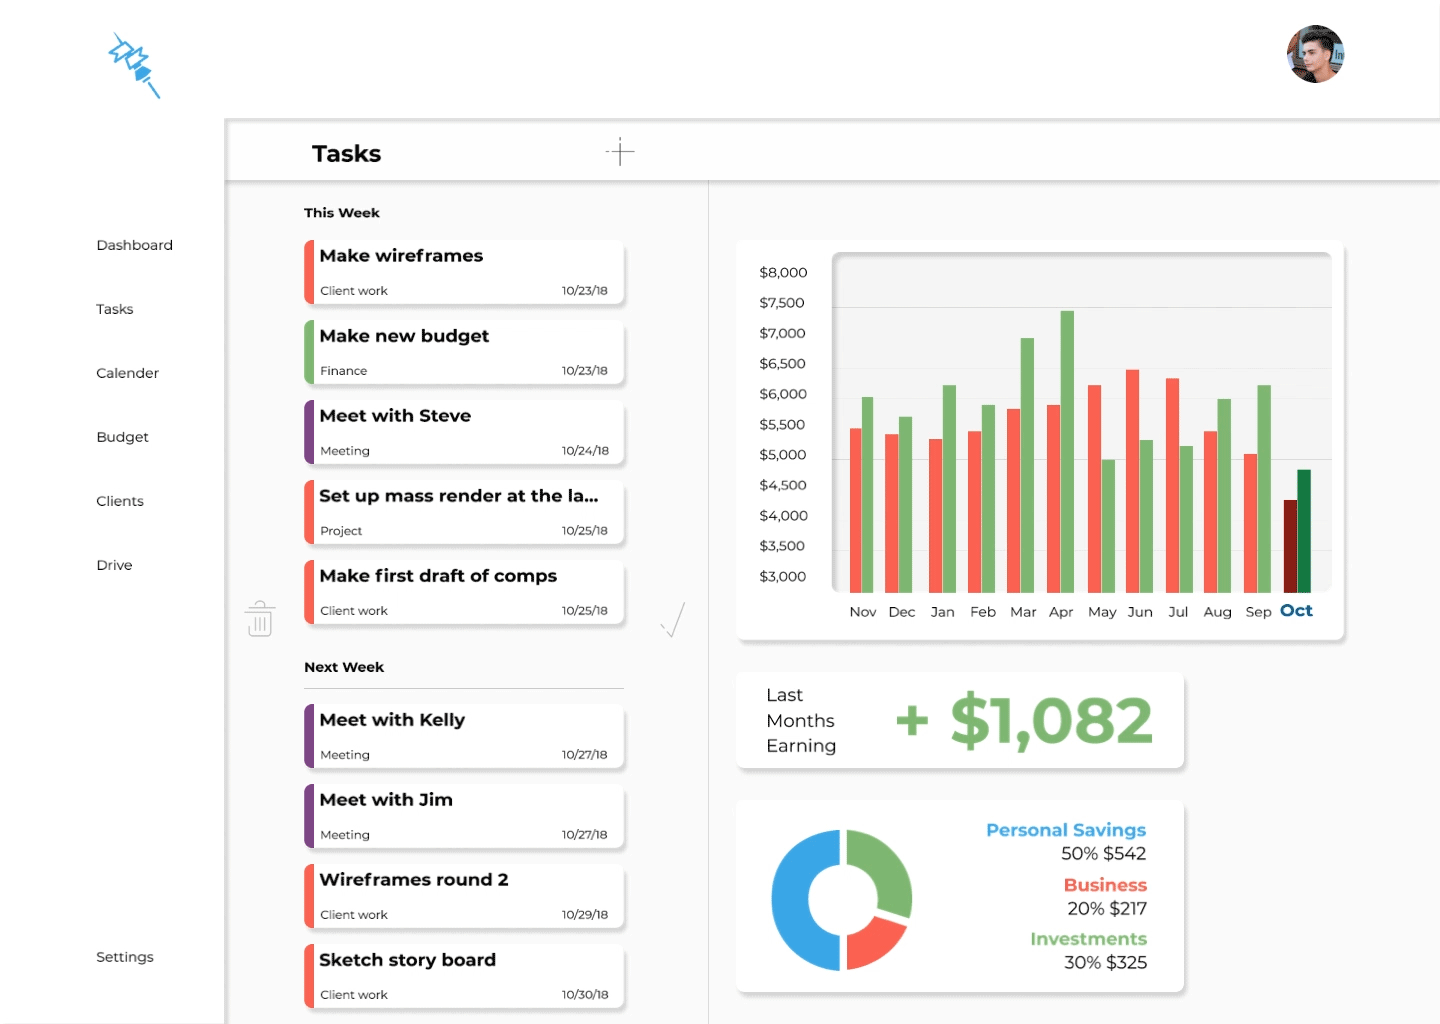 Tasks
Dashboard
Tasks
Calender
Budget
Clients
Drive
Settings
This Week
Make wireframes
Client work 10/23/18
Make new budget
Finance 10/23/18
Meet with Steve
Meeting 10/24/18
Set up mass render at the la...
Project 10/25/18
Make first draft of comps
Client work 10/25/18
Next Week
Meet with Kelly
Meeting 10/27/18
Meet with Jim
Meeting 10/27/18
Wireframes round 2
Client work 10/29/18
Sketch story board
Client work 10/30/18
$8,000
$7,500
$7,000
$6,500
$6,000
$5,500
$5,000
$4,500
$4,000
$3,500
$3,000
Nov Dec Jan Feb Mar Apr May Jun Jul Aug Sep Oct
Last
Months
Earning
+ $1,082
Personal Savings
50% $542
Business
20% $217
Investments
30% $325